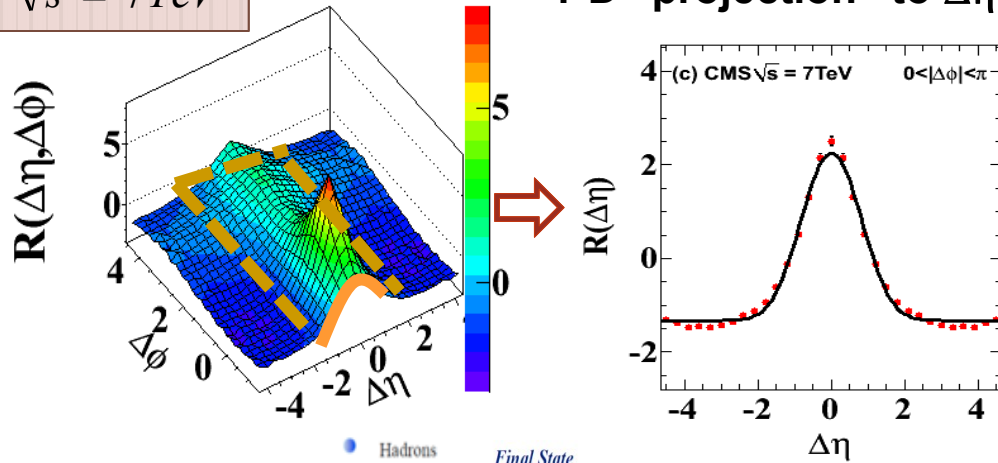 √s = 7TeV
projection to Δη
R(Δη,Δϕ)
5
0
4
2
0
Δϕ
-4 -2 0 2
Δη
5
0
(c) CMS √s = 7TeV 0<|Δϕ|<π
R(Δη)
4
2
0
-2
-4 -2 0 2 4
Δη
Hadrons
Final State